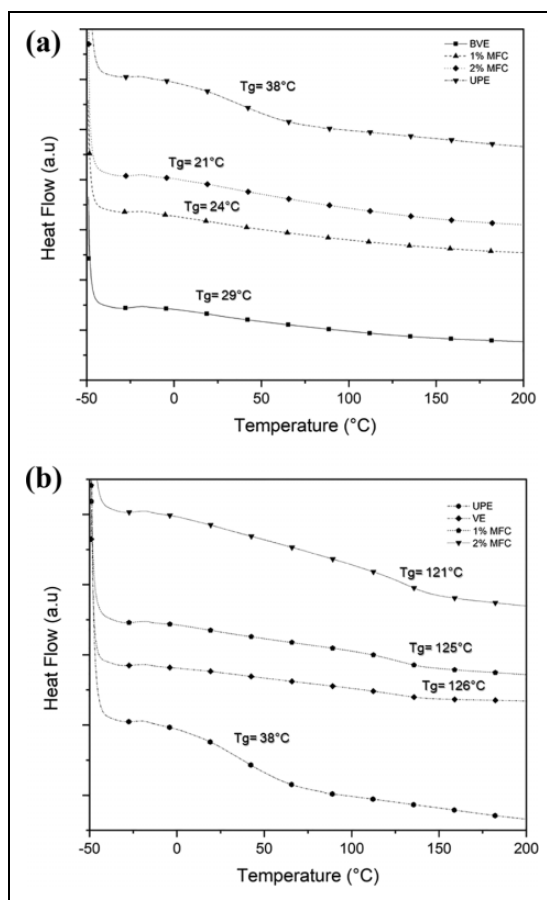 (a)
BVE
1% MFC
2% MFC
UPE
Tg= 38°C
Tg= 21°C
Tg= 24°C
Tg= 29°C
Heat Flow (a.u)
-50 0 50 100 150 200
Temperature (°C)
(b)
UPE
VE
1% MFC
2% MFC
Tg= 121°C
Tg= 125°C
Tg= 126°C
Tg= 38°C
Heat Flow (a.u)
-50 0 50 100 150 200
Temperature (°C)